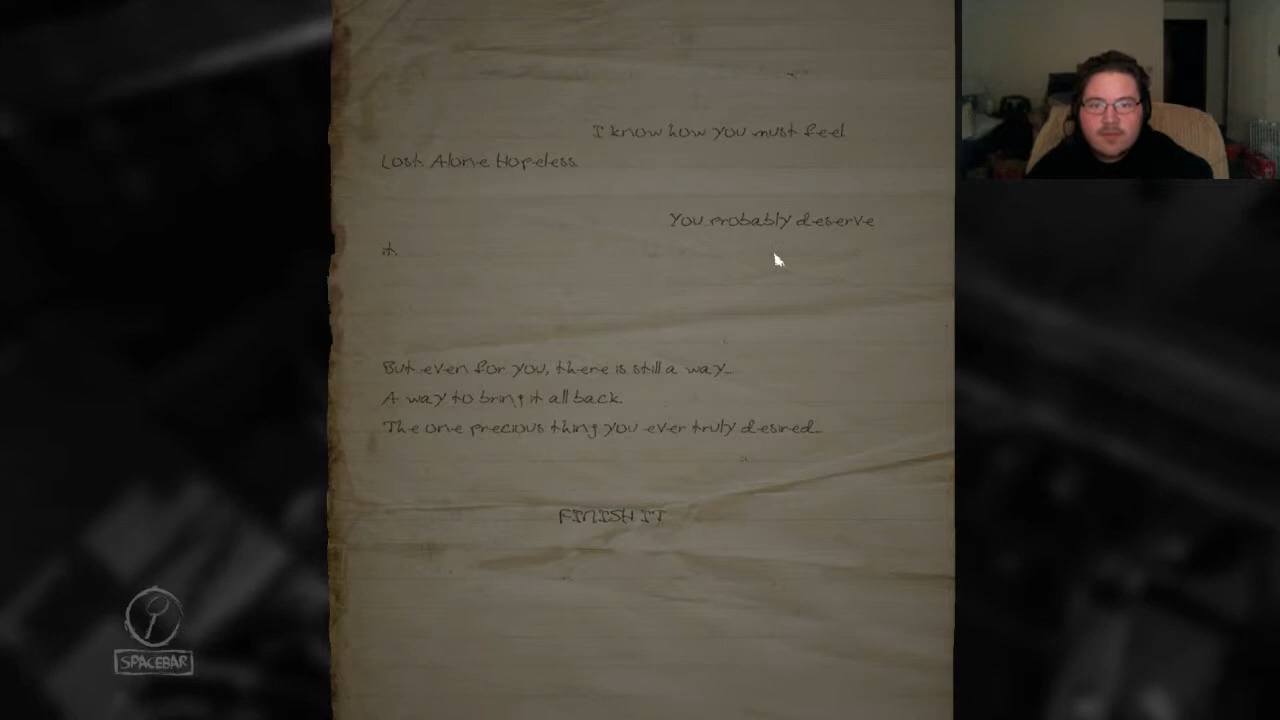 I know how you must feel
Lost. Alone. Hopeless.
You probably deserve
it.
But even for you, there is still a way...
A way to bring it all back.
The one precious thing you ever truly desired...
FINISH IT
SPACEBAR